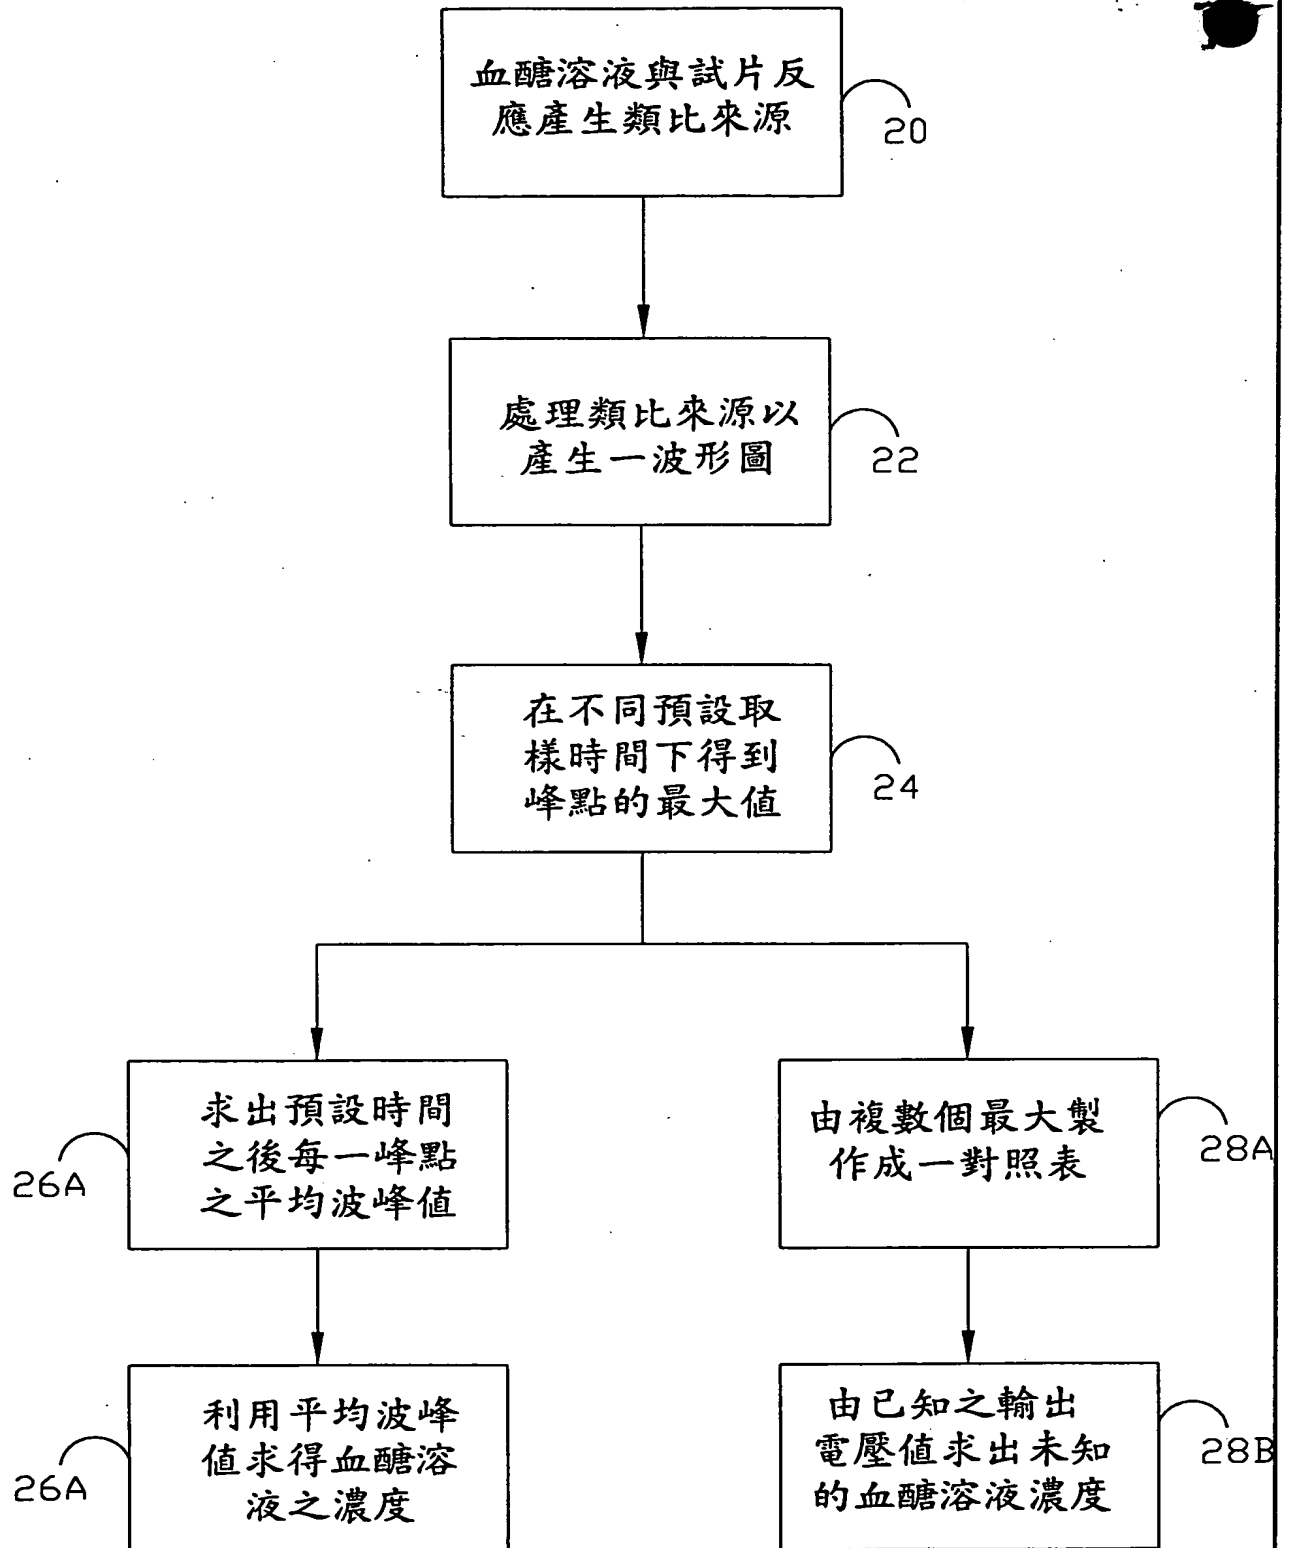 血醣溶液與試片反
應產生類比來源
20
處理類比來源以
產生一波形圖
22
在不同預設取
樣時間下得到
峰點的最大值
24
求出預設時間
之後每一峰點
之平均波峰值
26A
由複數個最大製
作成一對照表
28A
利用平均波峰
值求得血醣溶
液之濃度
26A
由已知之輸出
電壓值求出未知
的血醣溶液濃度
28B